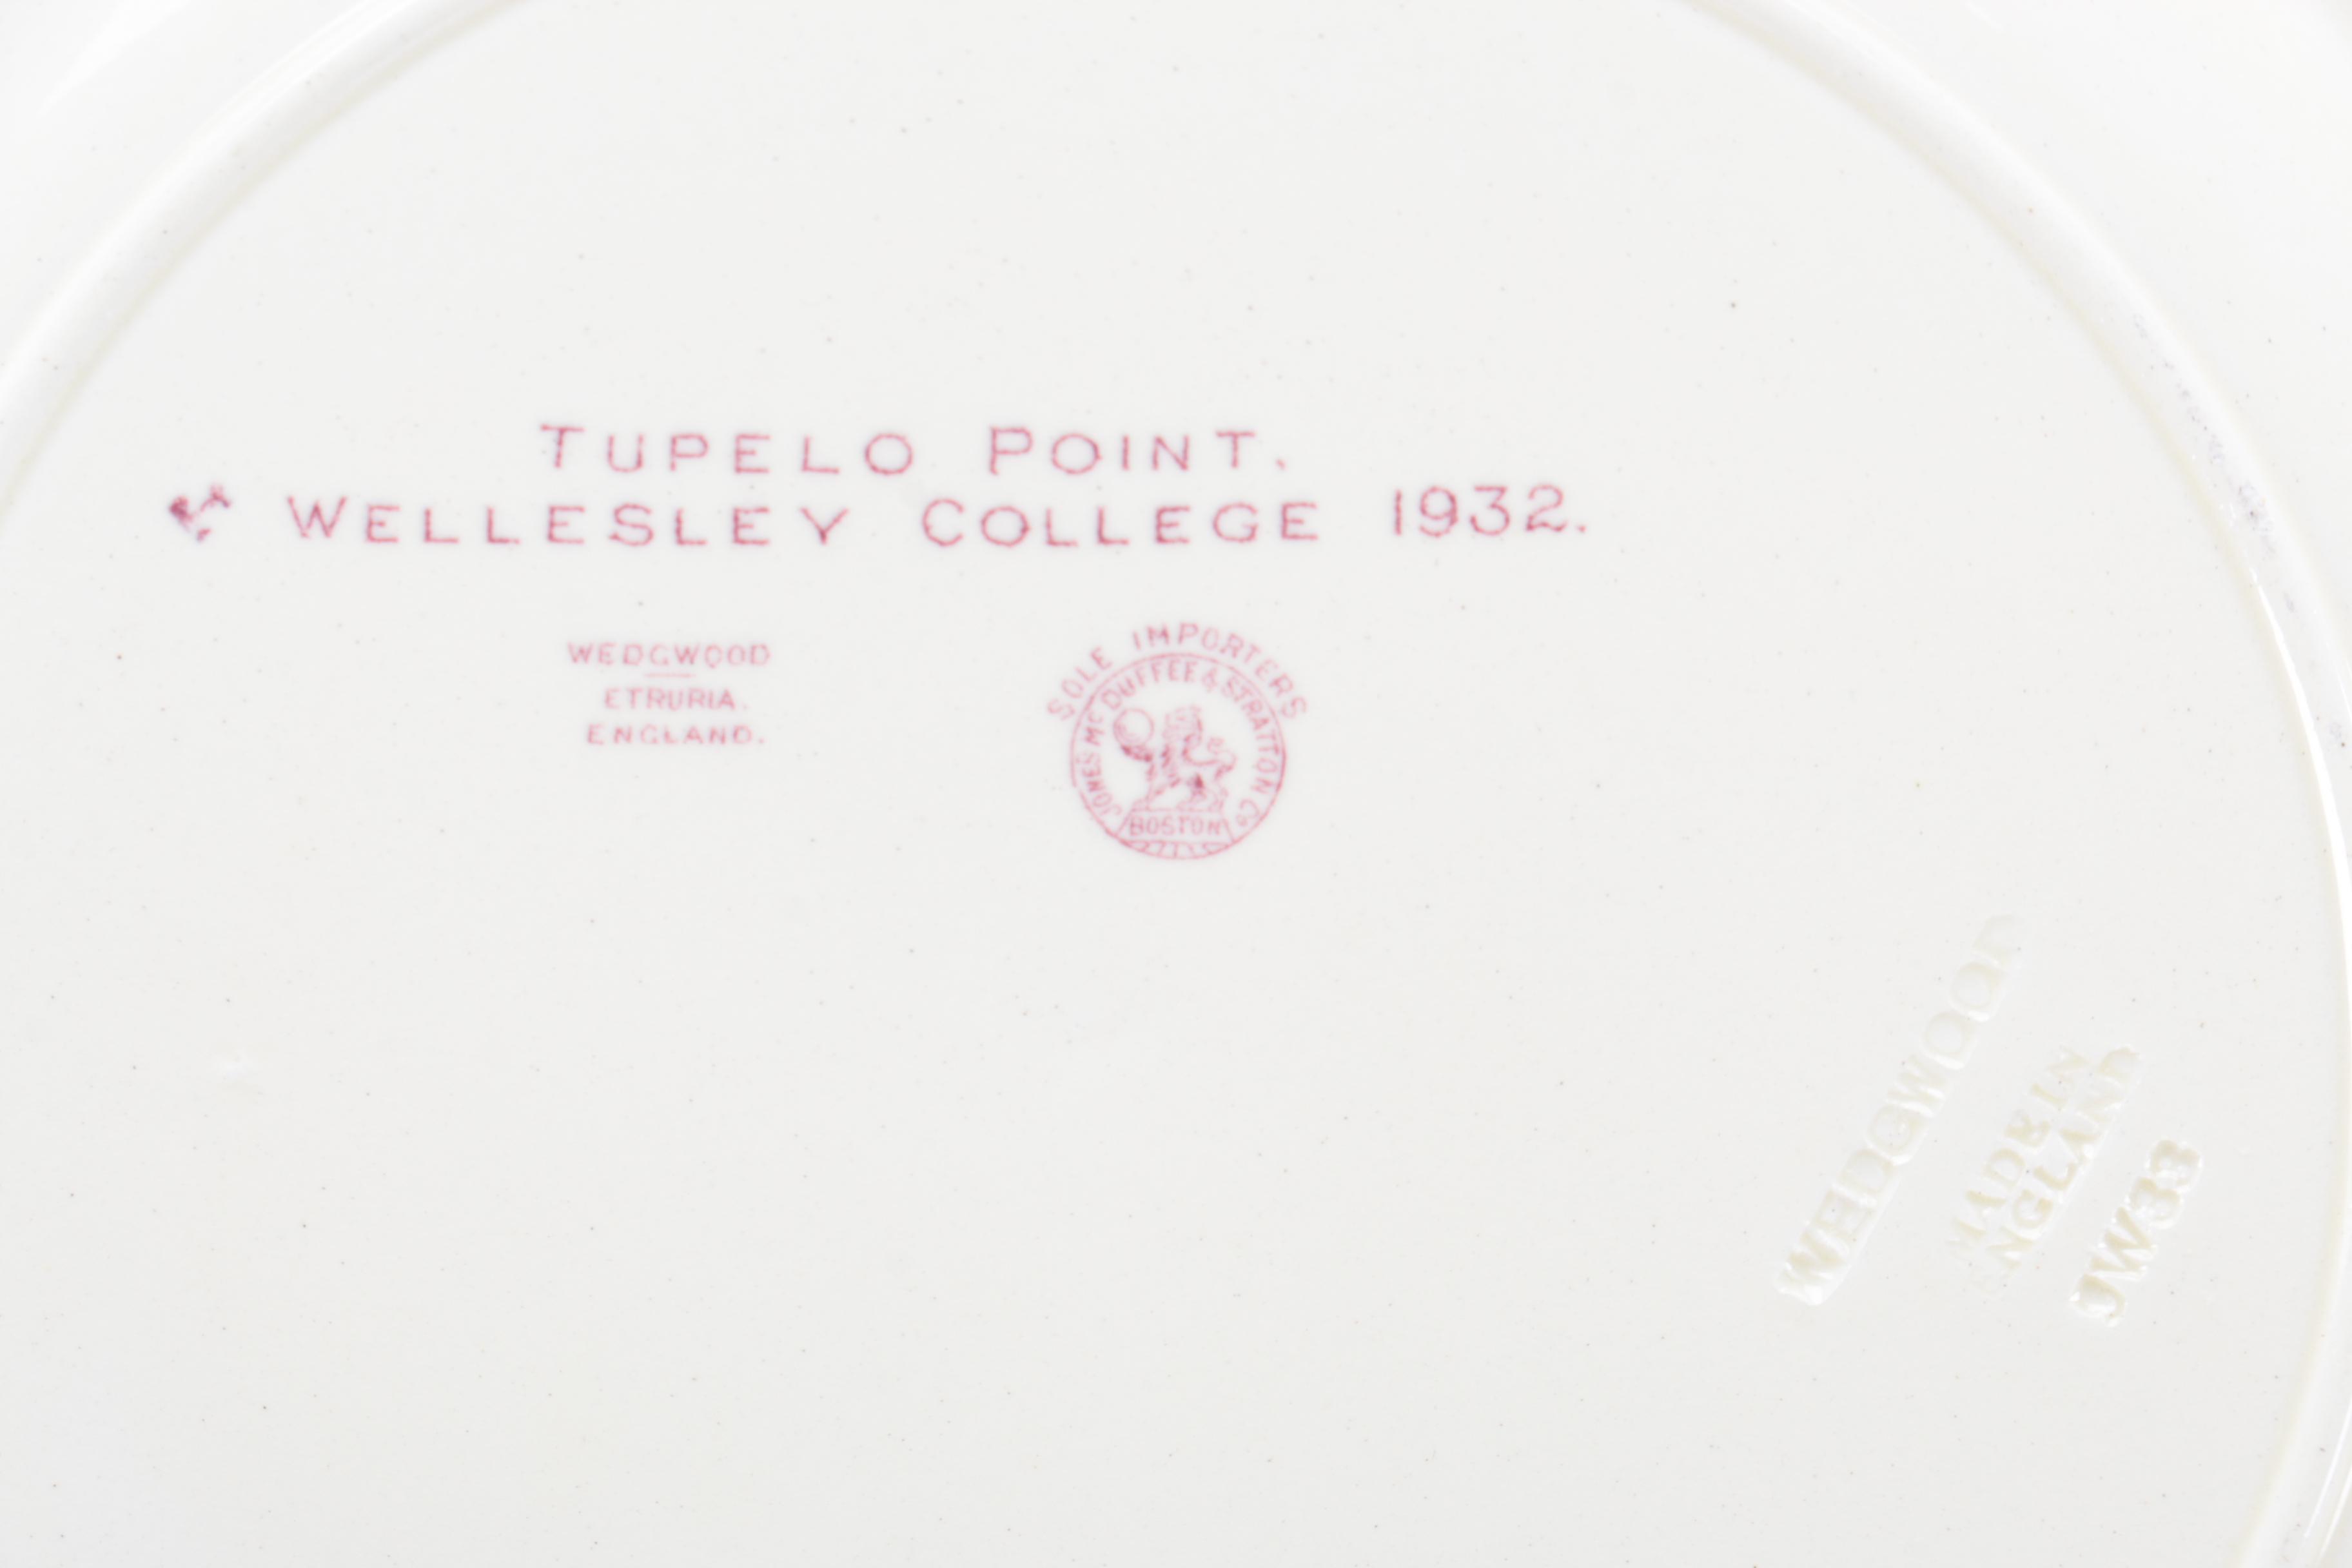 TUPELO POINT.
WELLESLEY COLLEGE 1932.
WEDGWOOD
ETRURIA.
ENGLAND.
SOLE IMPORTERS
JONES MC DUFFEE & STRATTON CO
BOSTON
WEDGWOOD
MADE IN
ENGLAND
JW33